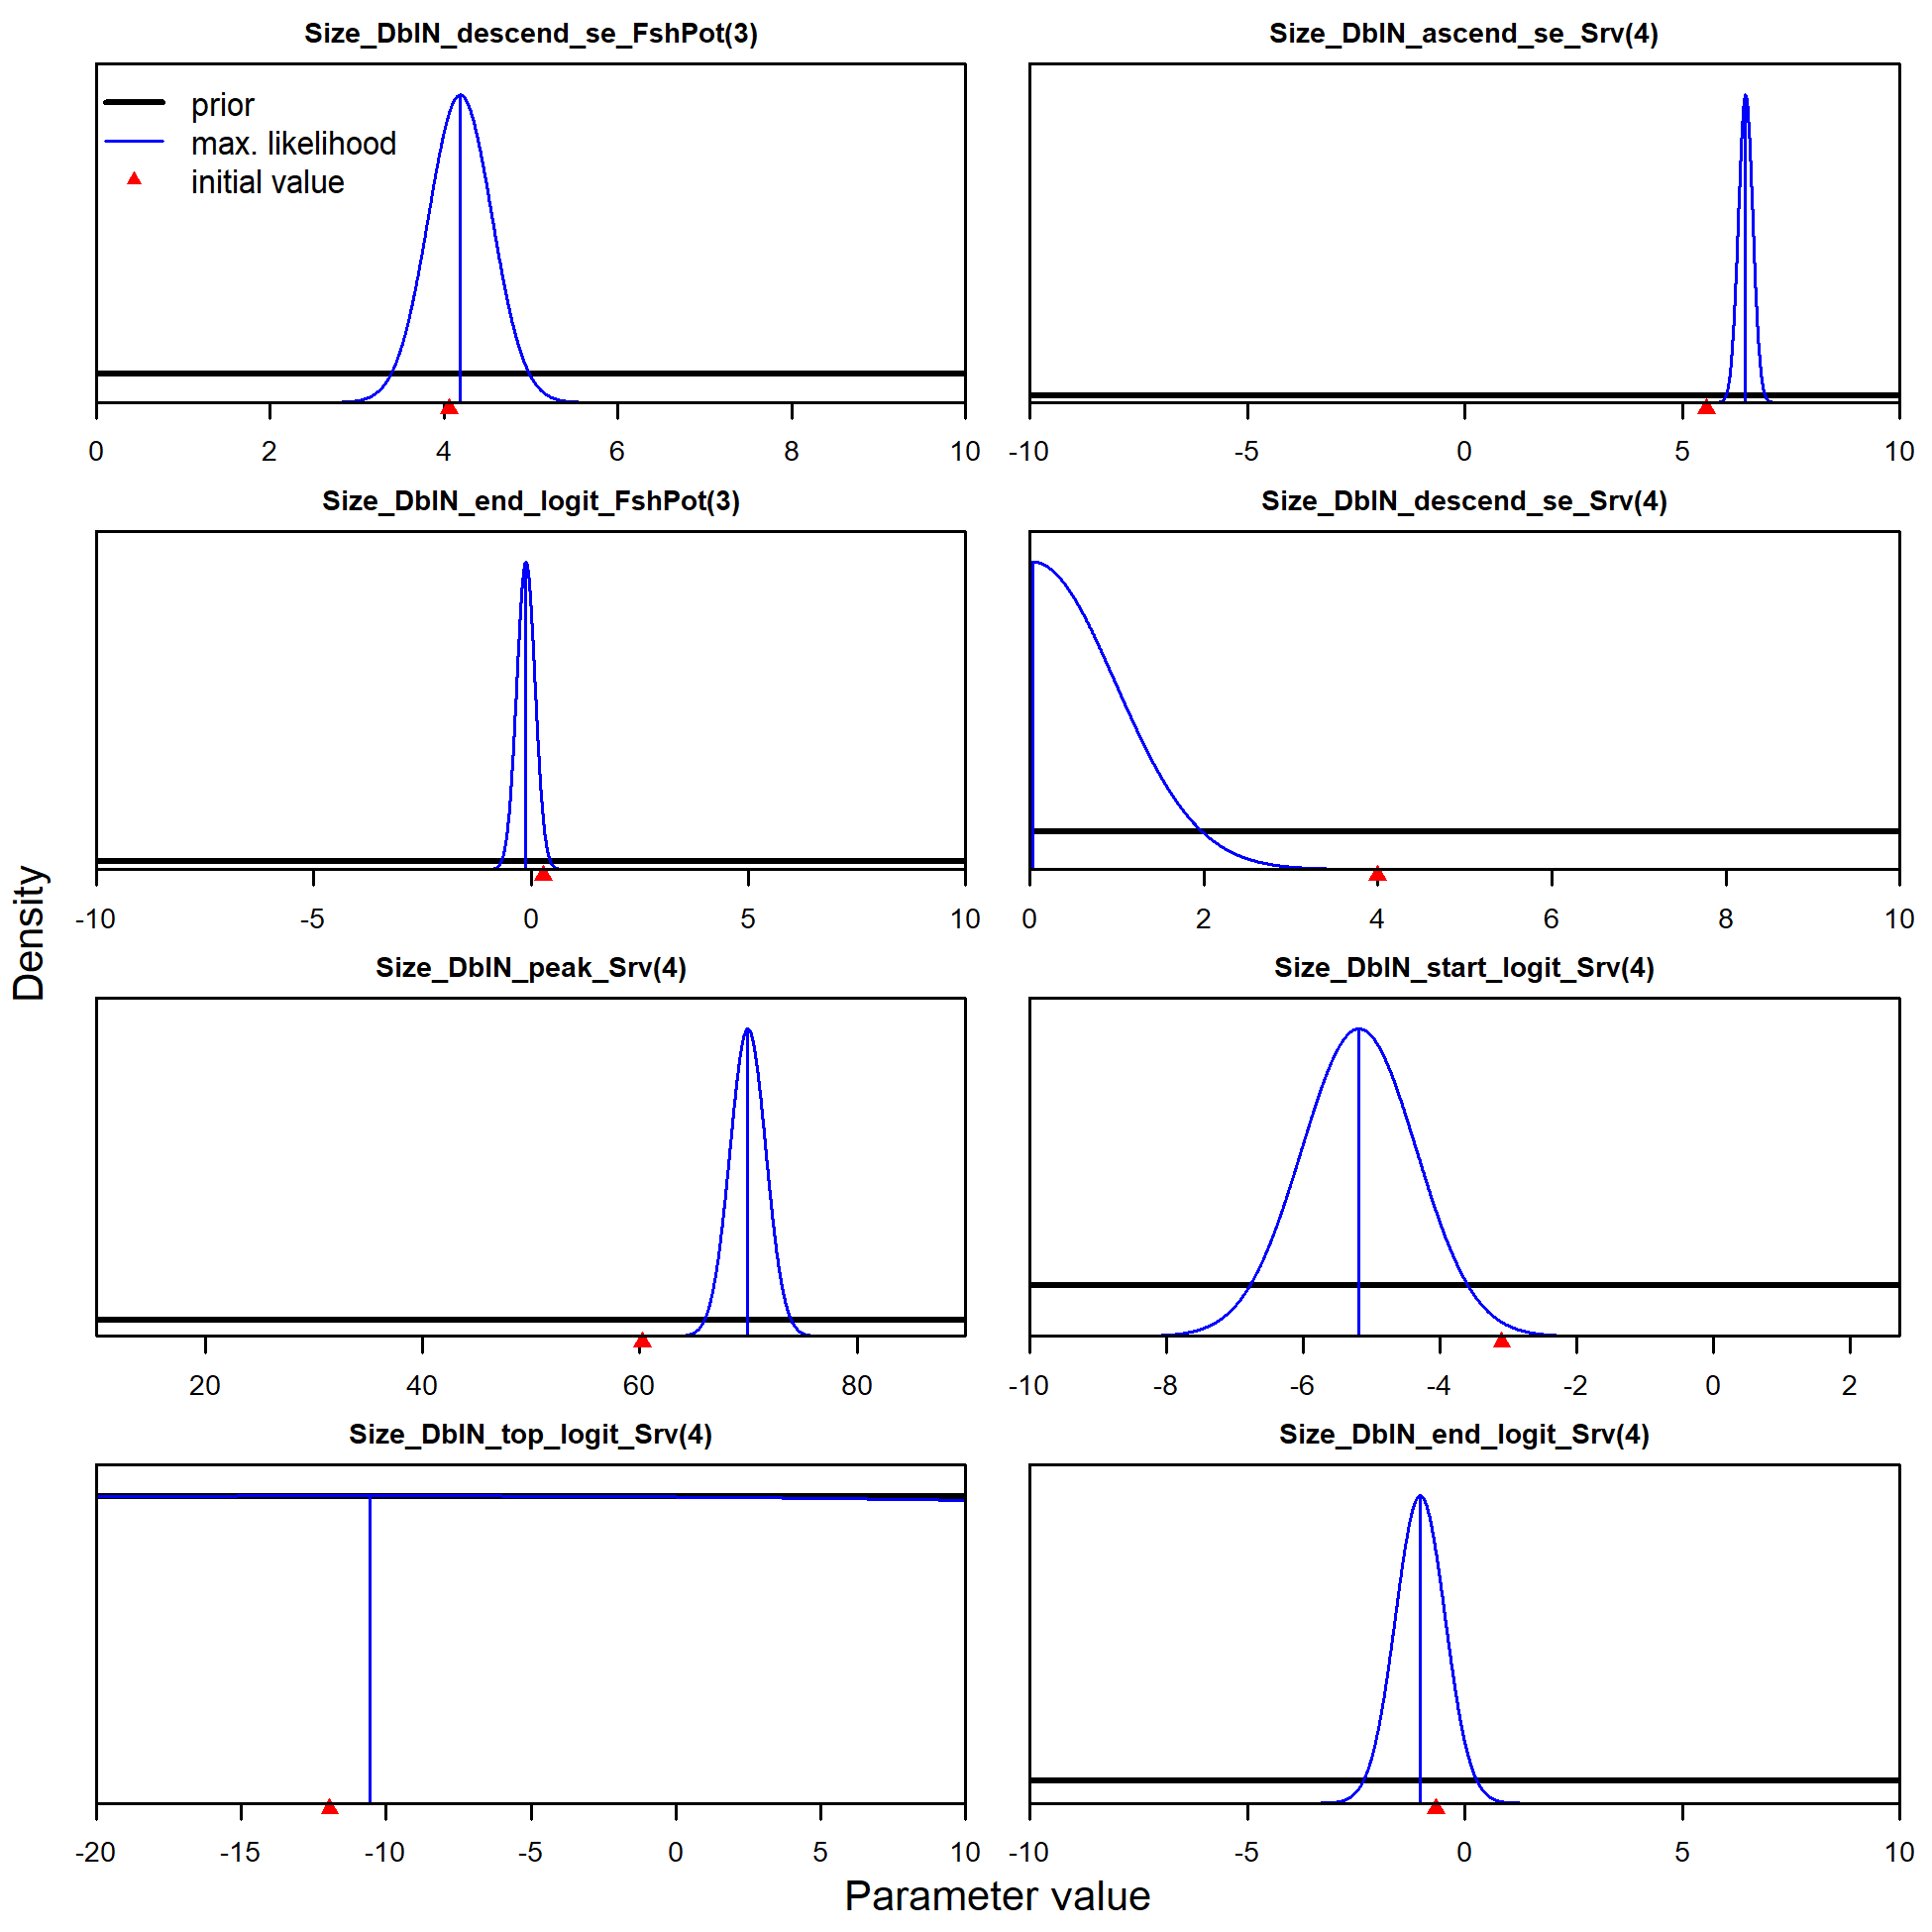 Size_DblN_descend_se_FshPot(3)
prior
max. likelihood
initial value
0 2 4 6 8 10
Size_DblN_ascend_se_Srv(4)
-10 -5 0 5 10
Size_DblN_end_logit_FshPot(3)
-10 -5 0 5 10
Size_DblN_descend_se_Srv(4)
0 2 4 6 8 10
Size_DblN_peak_Srv(4)
20 40 60 80
Size_DblN_start_logit_Srv(4)
-10 -8 -6 -4 -2 0 2
Size_DblN_top_logit_Srv(4)
-20 -15 -10 -5 0 5 10
Size_DblN_end_logit_Srv(4)
-10 -5 0 5 10
Density
Parameter value